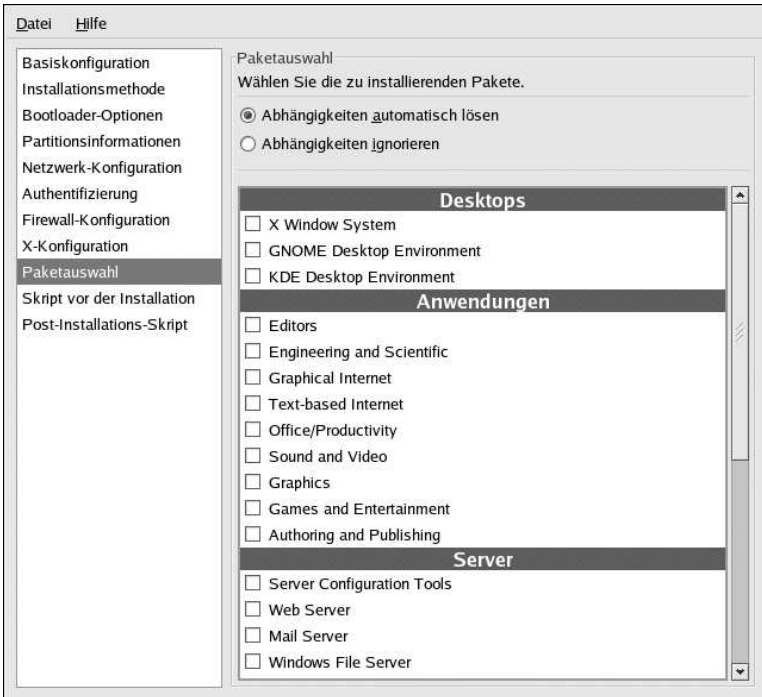 Datei Hilfe
Basiskonfiguration
Installationsmethode
Bootloader-Optionen
Partitionsinformationen
Netzwerk-Konfiguration
Authentifizierung
Firewall-Konfiguration
X-Konfiguration
Paketauswahl
Skript vor der Installation
Post-Installations-Skript
Paketauswahl
Wählen Sie die zu installierenden Pakete.
Abhängigkeiten automatisch lösen
Abhängigkeiten ignorieren
Desktops
X Window System
GNOME Desktop Environment
KDE Desktop Environment
Anwendungen
Editors
Engineering and Scientific
Graphical Internet
Text-based Internet
Office/Productivity
Sound and Video
Graphics
Games and Entertainment
Authoring and Publishing
Server
Server Configuration Tools
Web Server
Mail Server
Windows File Server